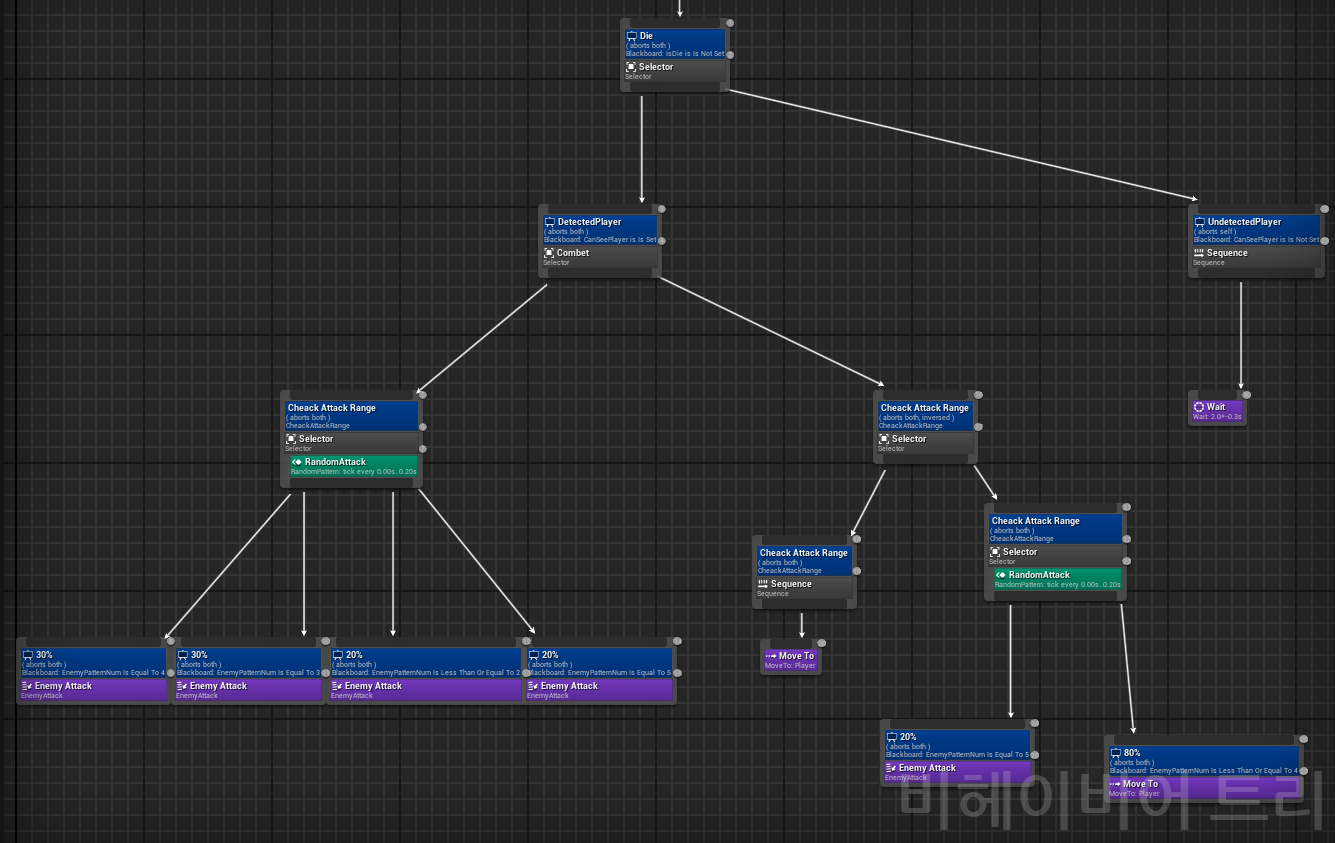 Die
( aborts both )
Blackboard: IsDie is Is Not Set
Selector
Selector
DetectedPlayer
( aborts both )
Blackboard: CanSeePlayer is Is Set
Combet
Selector
UndetectedPlayer
( aborts self )
Blackboard: CanSeePlayer is Is Not Set
Sequence
Sequence
Cheack Attack Range
( aborts both )
CheackAttackRange
Selector
Selector
RandomAttack
RandomPattern: tick every 0.00s..0.20s
Cheack Attack Range
( aborts both, inversed )
CheackAttackRange
Selector
Selector
Wait
Wait: 2.0+-0.3s
Cheack Attack Range
( aborts both )
CheackAttackRange
Sequence
Sequence
Cheack Attack Range
( aborts both )
CheackAttackRange
Selector
Selector
RandomAttack
RandomPattern: tick every 0.00s..0.20s
30%
( aborts both )
Blackboard: EnemyPatternNum Is Equal To 4
Enemy Attack
EnemyAttack
30%
( aborts both )
Blackboard: EnemyPatternNum Is Equal To 3
Enemy Attack
EnemyAttack
20%
( aborts both )
Blackboard: EnemyPatternNum Is Less Than Or Equal To 2
Enemy Attack
EnemyAttack
20%
( aborts both )
Blackboard: EnemyPatternNum Is Equal To 5
Enemy Attack
EnemyAttack
Move To
MoveTo: Player
20%
( aborts both )
Blackboard: EnemyPatternNum Is Equal To 5
Enemy Attack
EnemyAttack
80%
( aborts both )
Blackboard: EnemyPatternNum Is Less Than Or Equal To 4
Move To
MoveTo: Player
비헤이비어 트리